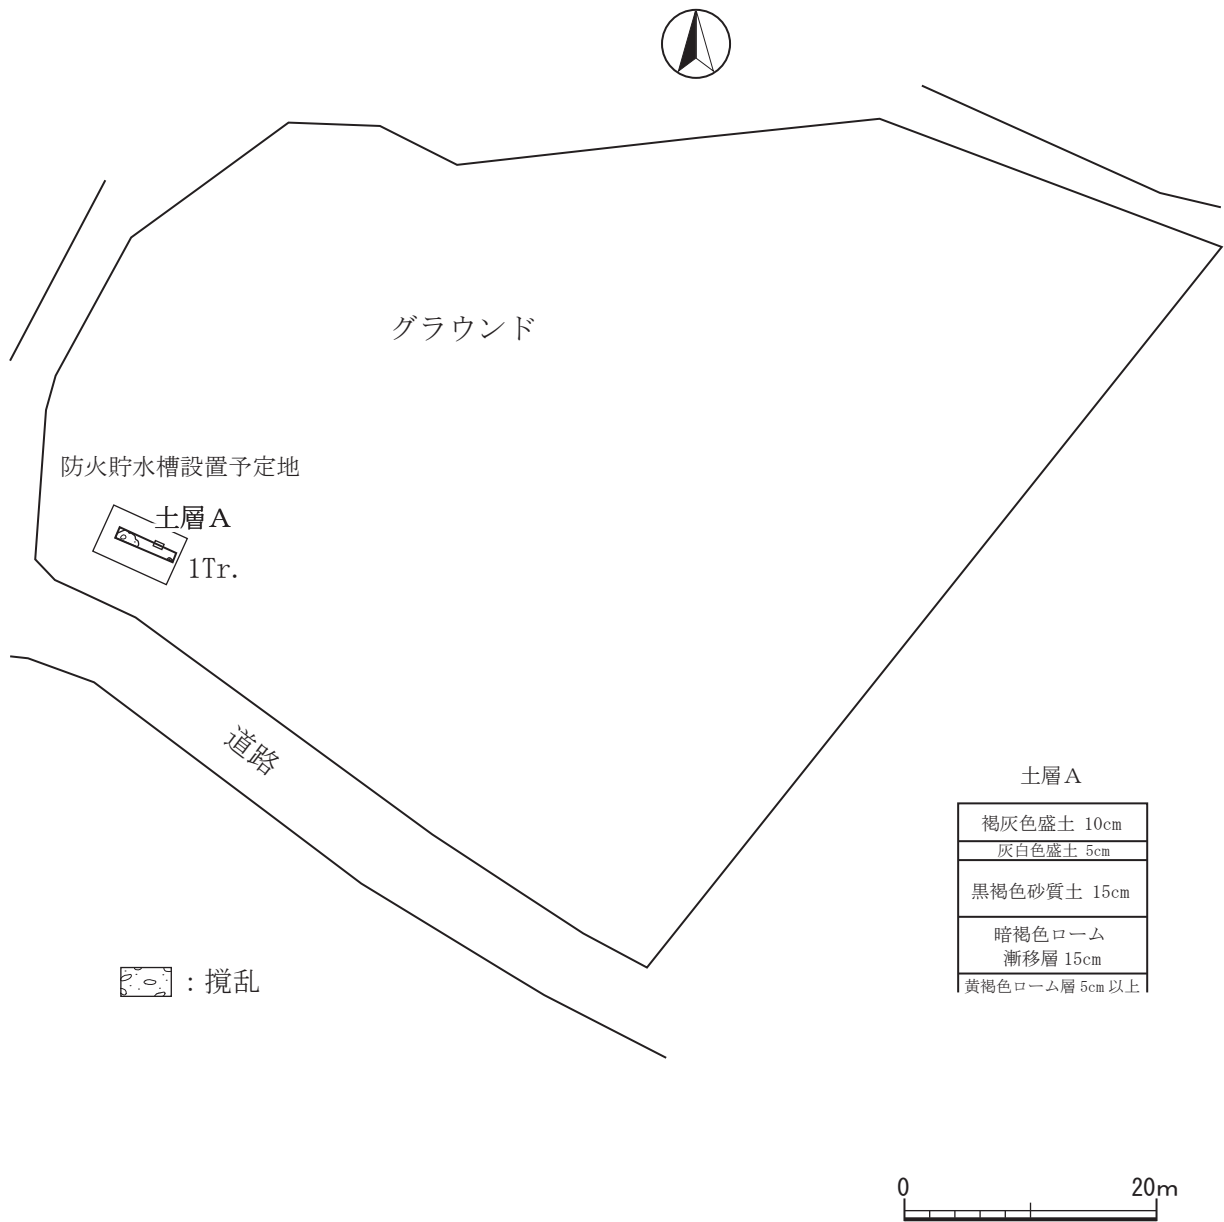 グラウンド
防火貯水槽設置予定地
土層A
1Tr.
道路
土層A
褐灰色盛土 10cm
灰白色盛土 5cm
黒褐色砂質土 15cm
暗褐色ローム
漸移層 15cm
黄褐色ローム層 5cm 以上
：撹乱
0 20m